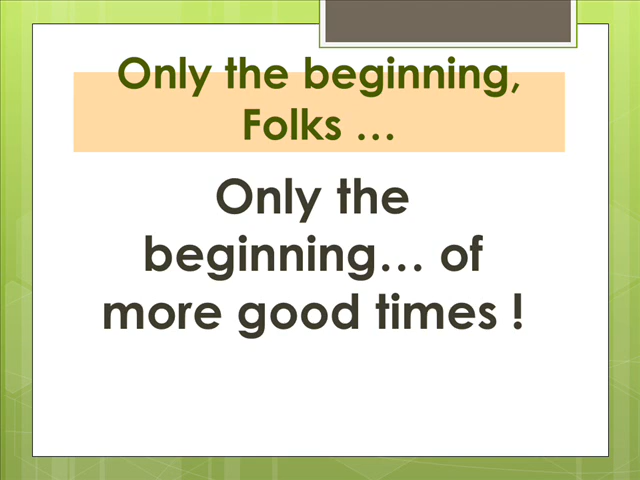 Only the beginning,
Folks …
Only the
beginning… of
more good times !